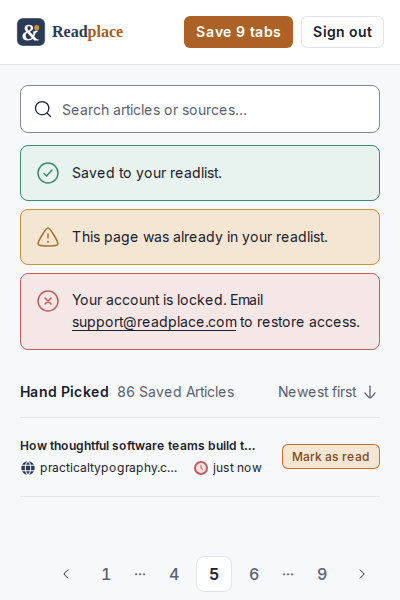 & Readplace
Save 9 tabs
Sign out
Search articles or sources...
Saved to your readlist.
This page was already in your readlist.
Your account is locked. Email
support@readplace.com to restore access.
Hand Picked 86 Saved Articles
Newest first
How thoughtful software teams build t...
practicaltypography.c... just now
Mark as read
1 ... 4 5 6 ... 9